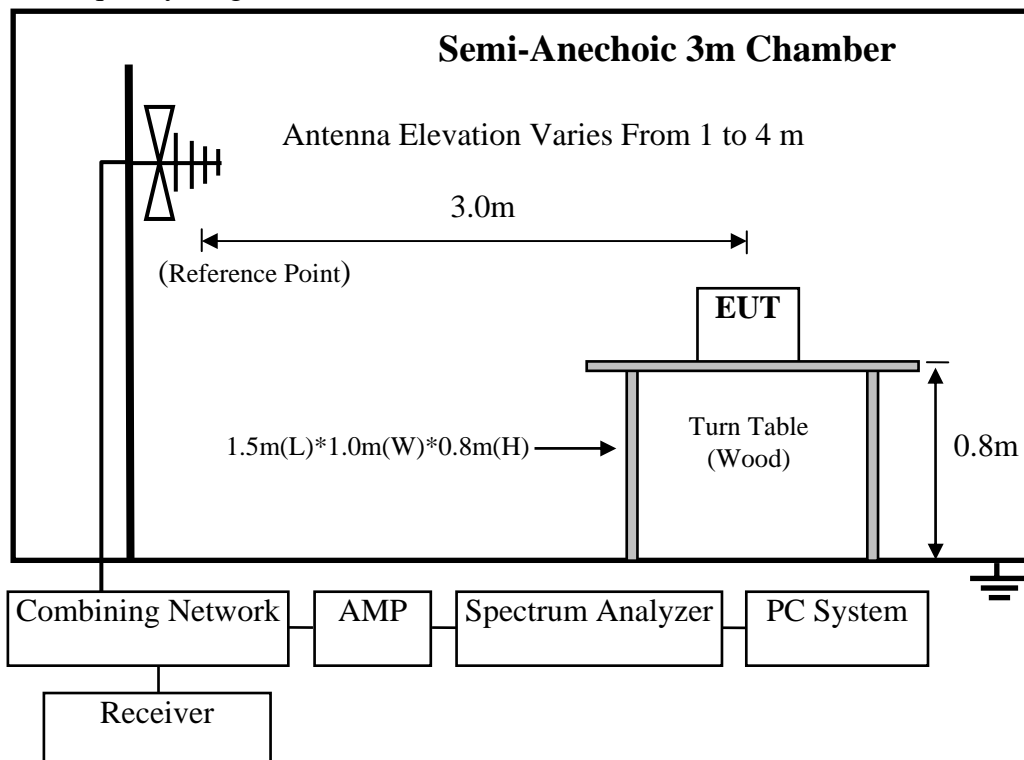 Semi-Anechoic 3m Chamber
Antenna Elevation Varies From 1 to 4 m
3.0m
(Reference Point)
EUT
1.5m(L)*1.0m(W)*0.8m(H)
Turn Table
(Wood)
0.8m
Combining Network
AMP
Spectrum Analyzer
PC System
Receiver